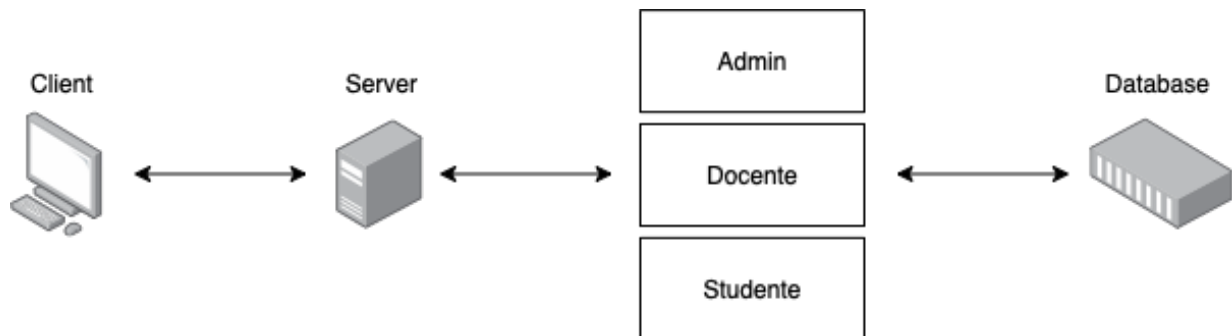 Client
Server
Admin
Docente
Studente
Database